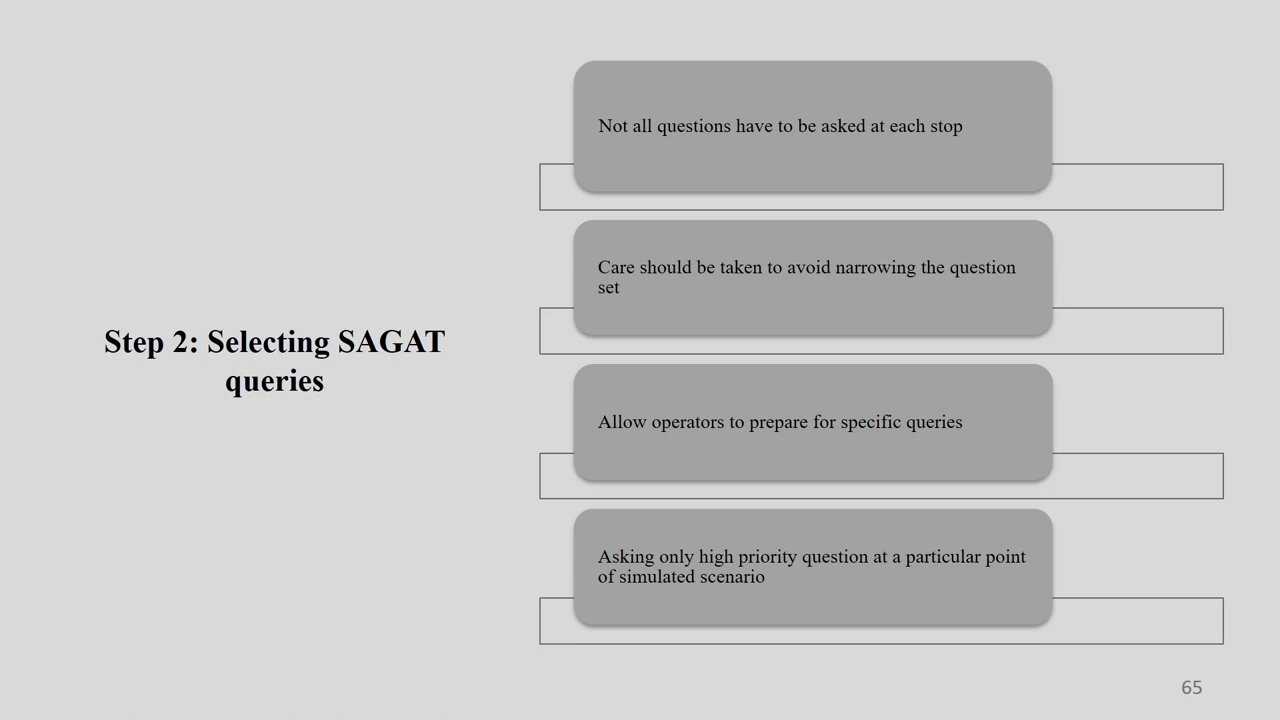 Step 2: Selecting SAGAT
queries
Not all questions have to be asked at each stop
Care should be taken to avoid narrowing the question
set
Allow operators to prepare for specific queries
Asking only high priority question at a particular point
of simulated scenario
65